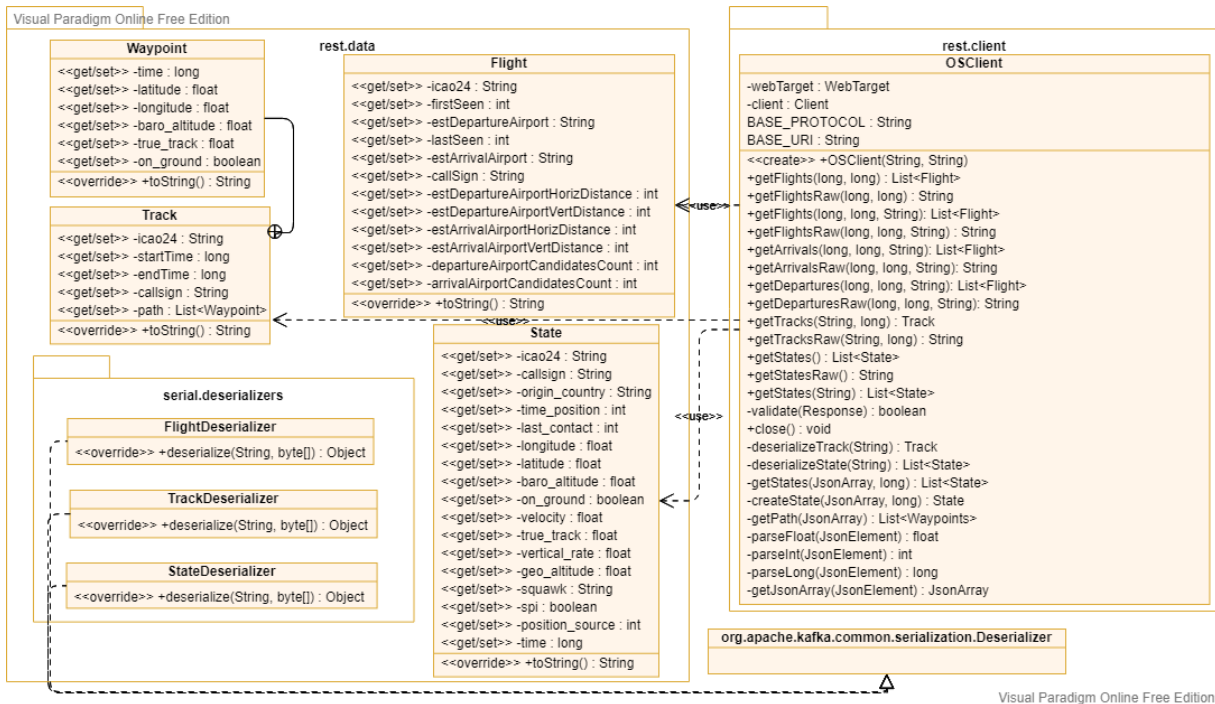 Visual Paradigm Online Free Edition
rest.data
Waypoint
<<get/set>> -time : long
<<get/set>> -latitude : float
<<get/set>> -longitude : float
<<get/set>> -baro_altitude : float
<<get/set>> -true_track : float
<<get/set>> -on_ground : boolean
<<override>> +toString() : String
Track
<<get/set>> -icao24 : String
<<get/set>> -startTime : long
<<get/set>> -endTime : long
<<get/set>> -callsign : String
<<get/set>> -path : List<Waypoint>
<<override>> +toString() : String
Flight
<<get/set>> -icao24 : String
<<get/set>> -firstSeen : int
<<get/set>> -estDepartureAirport : String
<<get/set>> -lastSeen : int
<<get/set>> -estArrivalAirport : String
<<get/set>> -callSign : String
<<get/set>> -estDepartureAirportHorizDistance : int
<<get/set>> -estDepartureAirportVertDistance : int
<<get/set>> -estArrivalAirportHorizDistance : int
<<get/set>> -estArrivalAirportVertDistance : int
<<get/set>> -departureAirportCandidatesCount : int
<<get/set>> -arrivalAirportCandidatesCount : int
<<override>> +toString() : String
<<use>>
<<use>>
State
<<get/set>> -icao24 : String
<<get/set>> -callsign : String
<<get/set>> -origin_country : String
<<get/set>> -time_position : int
<<get/set>> -last_contact : int
<<get/set>> -longitude : float
<<get/set>> -latitude : float
<<get/set>> -baro_altitude : float
<<get/set>> -on_ground : boolean
<<get/set>> -velocity : float
<<get/set>> -true_track : float
<<get/set>> -vertical_rate : float
<<get/set>> -geo_altitude : float
<<get/set>> -squawk : String
<<get/set>> -spi : boolean
<<get/set>> -position_source : int
<<get/set>> -time : long
<<override>> +toString() : String
<<use>>
serial.deserializers
FlightDeserializer
<<override>> +deserialize(String, byte[]) : Object
TrackDeserializer
<<override>> +deserialize(String, byte[]) : Object
StateDeserializer
<<override>> +deserialize(String, byte[]) : Object
rest.client
OSClient
-webTarget : WebTarget
-client : Client
BASE_PROTOCOL : String
BASE_URI : String
<<create>> +OSClient(String, String)
+getFlights(long, long) : List<Flight>
+getFlightsRaw(long, long) : String
+getFlights(long, long, String): List<Flight>
+getFlightsRaw(long, long, String) : String
+getArrivals(long, long, String): List<Flight>
+getArrivalsRaw(long, long, String): String
+getDepartures(long, long, String): List<Flight>
+getDeparturesRaw(long, long, String): String
+getTracks(String, long) : Track
+getTracksRaw(String, long) : String
+getStates() : List<State>
+getStatesRaw() : String
+getStates(String) : List<State>
-validate(Response) : boolean
+close() : void
-deserializeTrack(String) : Track
-deserializeState(String) : List<State>
-getStates(JsonArray, long) : List<State>
-createState(JsonArray, long) : State
-getPath(JsonArray) : List<Waypoints>
-parseFloat(JsonElement) : float
-parseInt(JsonElement) : int
-parseLong(JsonElement) : long
-getJsonArray(JsonElement) : JsonArray
org.apache.kafka.common.serialization.Deserializer
Visual Paradigm Online Free Edition